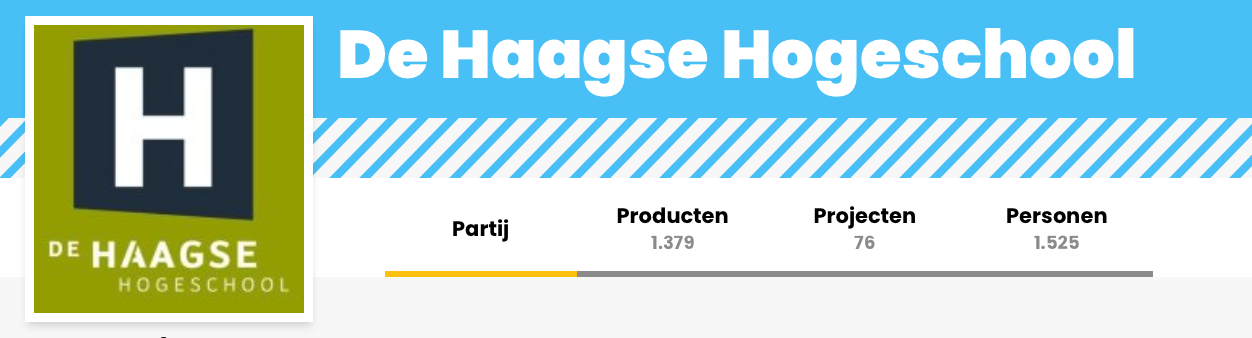 De Haagse Hogeschool
H
DE HAAGSE
HOGESCHOOL
Partij
Producten
1.379
Projecten
76
Personen
1.525